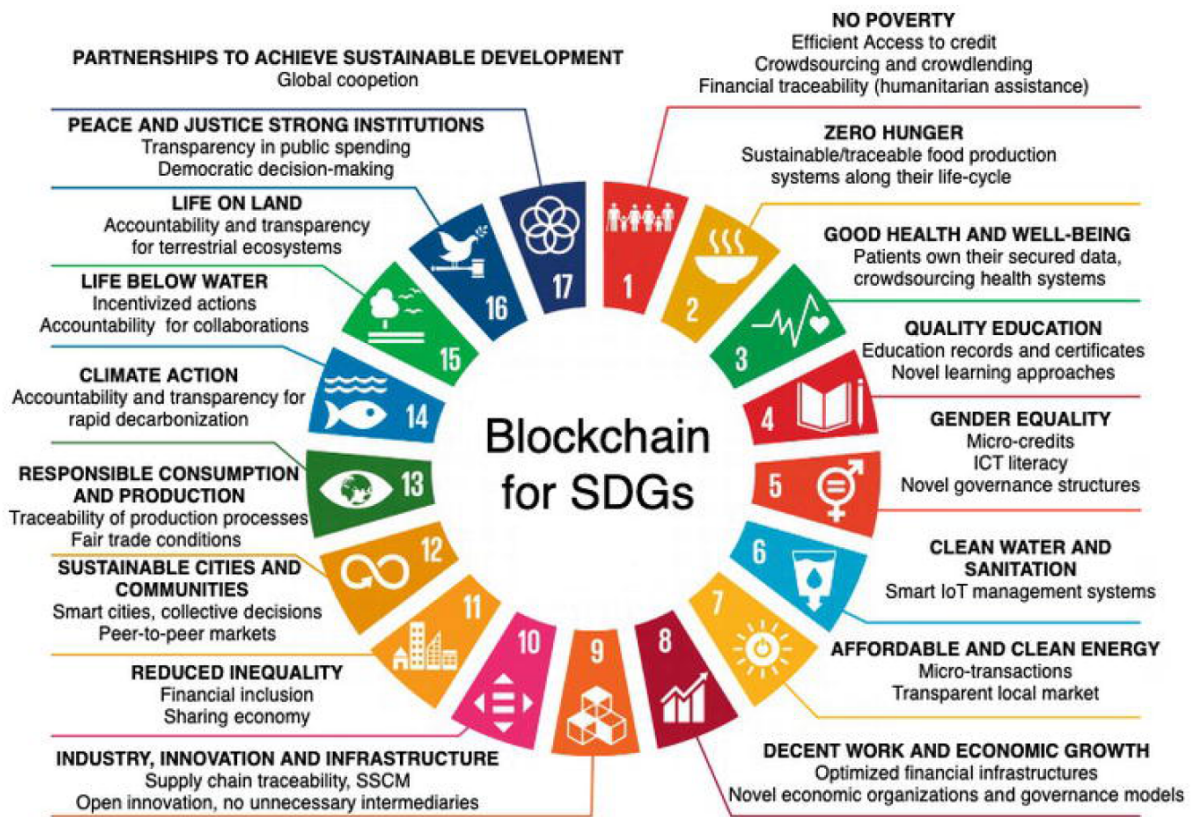 NO POVERTY
Efficient Access to credit
Crowdsourcing and crowdlending
Financial traceability (humanitarian assistance)
ZERO HUNGER
Sustainable/traceable food production
systems along their life-cycle
GOOD HEALTH AND WELL-BEING
Patients own their secured data,
crowdsourcing health systems
QUALITY EDUCATION
Education records and certificates
Novel learning approaches
GENDER EQUALITY
Micro-credits
ICT literacy
Novel governance structures
CLEAN WATER AND
SANITATION
Smart IoT management systems
AFFORDABLE AND CLEAN ENERGY
Micro-transactions
Transparent local market
DECENT WORK AND ECONOMIC GROWTH
Optimized financial infrastructures
Novel economic organizations and governance models
INDUSTRY, INNOVATION AND INFRASTRUCTURE
Supply chain traceability, SSCM
Open innovation, no unnecessary intermediaries
REDUCED INEQUALITY
Financial inclusion
Sharing economy
SUSTAINABLE CITIES AND
COMMUNITIES
Smart cities, collective decisions
Peer-to-peer markets
RESPONSIBLE CONSUMPTION
AND PRODUCTION
Traceability of production processes
Fair trade conditions
CLIMATE ACTION
Accountability and transparency for
rapid decarbonization
LIFE BELOW WATER
Incentivized actions
Accountability for collaborations
LIFE ON LAND
Accountability and transparency
for terrestrial ecosystems
PEACE AND JUSTICE STRONG INSTITUTIONS
Transparency in public spending
Democratic decision-making
PARTNERSHIPS TO ACHIEVE SUSTAINABLE DEVELOPMENT
Global coopetion
1
2
3
4
5
6
7
8
9
10
11
12
13
14
15
16
17
Blockchain
for SDGs